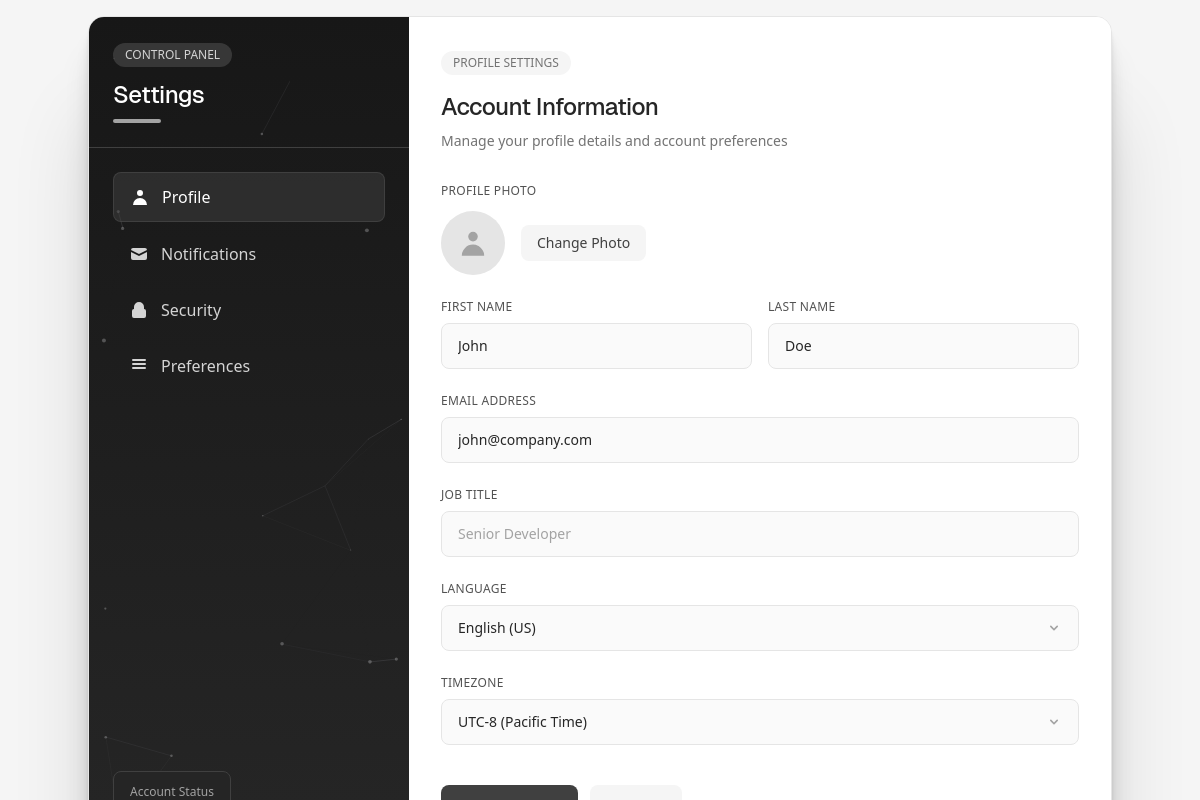 CONTROL PANEL
Settings
Profile
Notifications
Security
Preferences
Account Status
PROFILE SETTINGS
Account Information
Manage your profile details and account preferences
PROFILE PHOTO
Change Photo
FIRST NAME
LAST NAME
John
Doe
EMAIL ADDRESS
john@company.com
JOB TITLE
Senior Developer
LANGUAGE
English (US)
TIMEZONE
UTC-8 (Pacific Time)